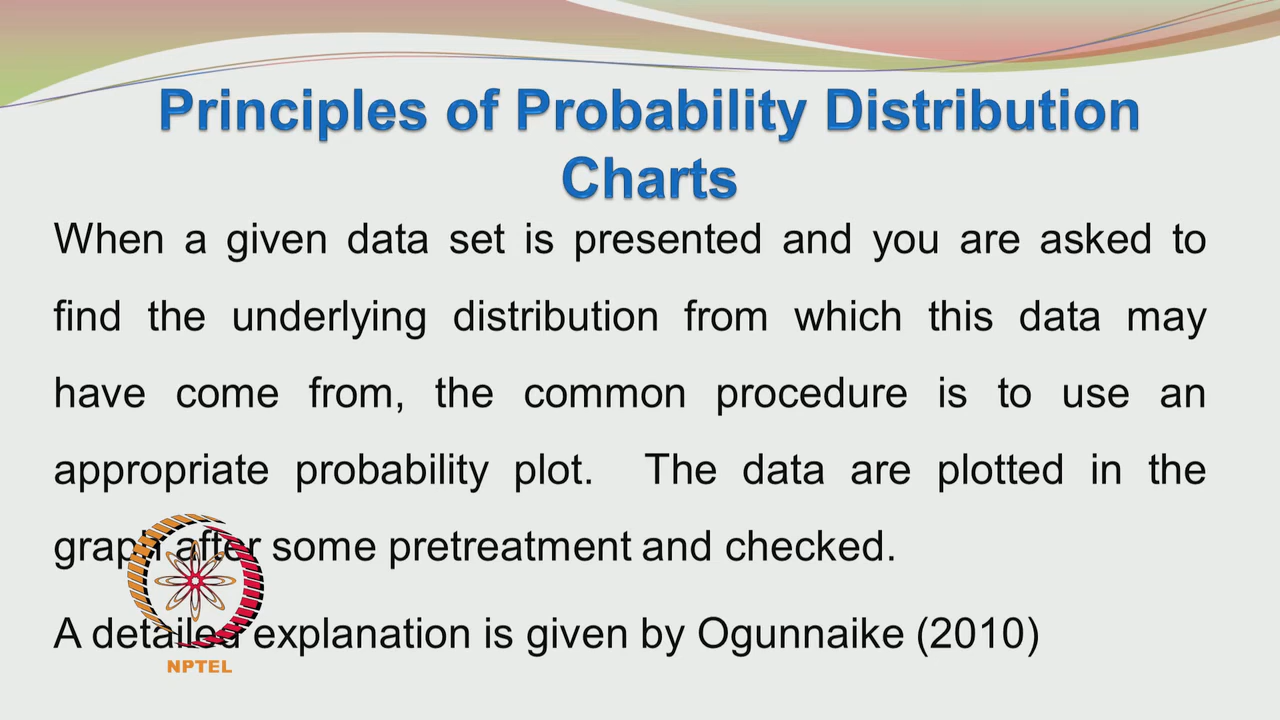 Principles of Probability Distribution
Charts
When a given data set is presented and you are asked to
find the underlying distribution from which this data may
have come from, the common procedure is to use an
appropriate probability plot. The data are plotted in the
graph after some pretreatment and checked.
A detailed explanation is given by Ogunnaike (2010)
NPTEL